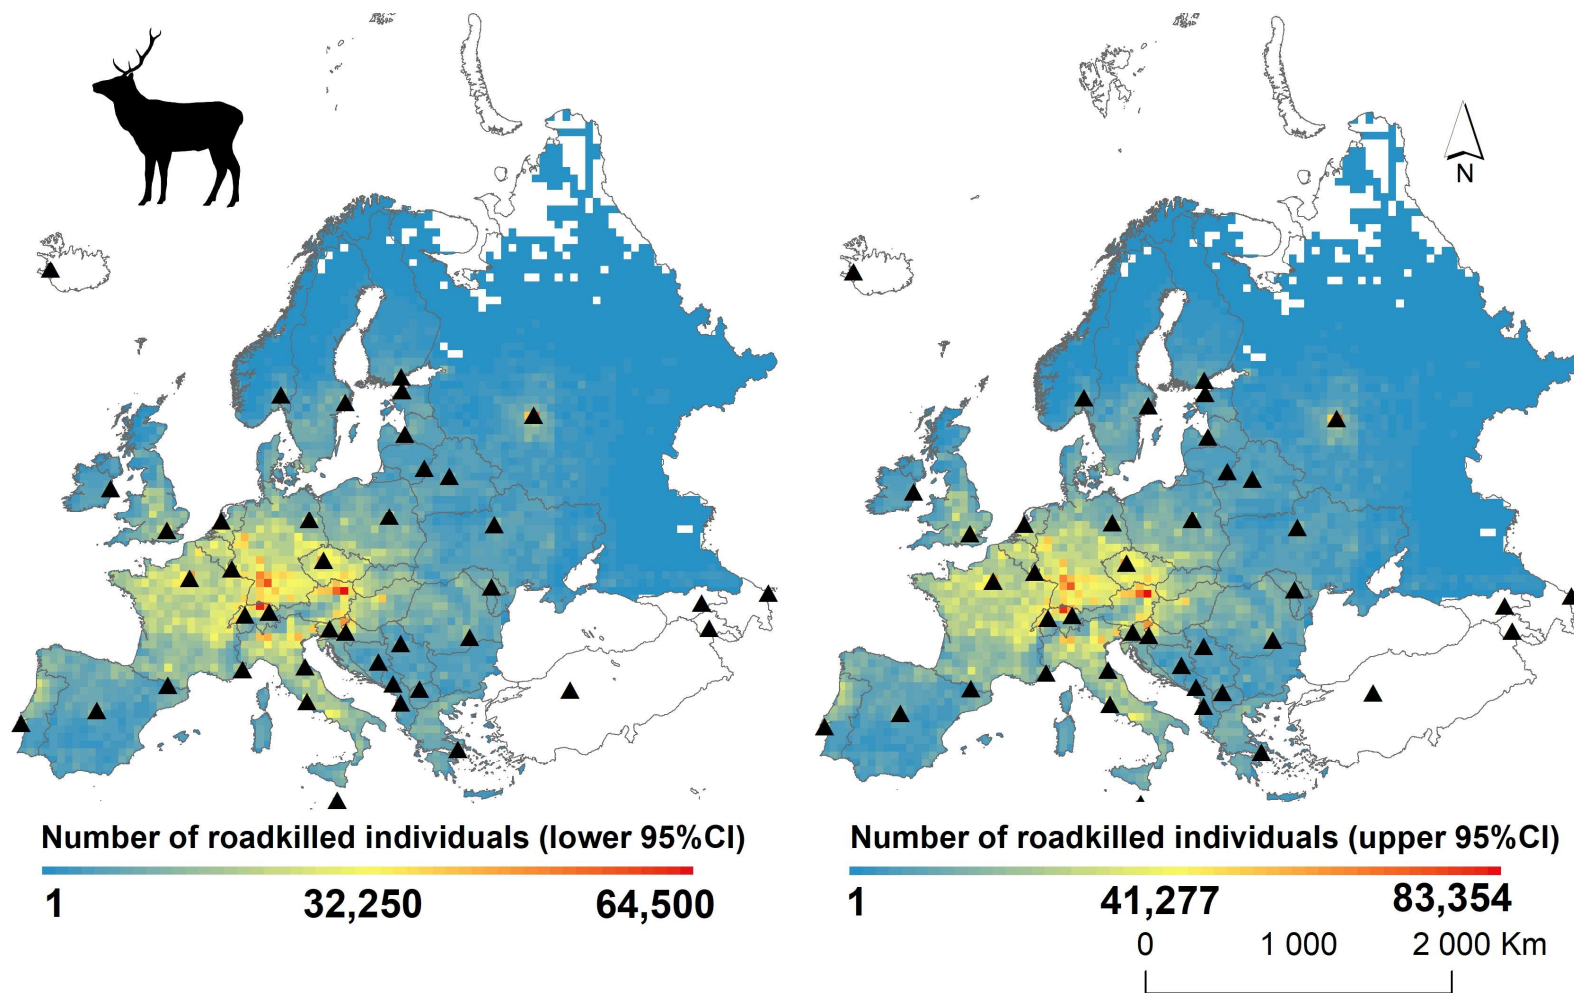 N
Number of roadkilled individuals (lower 95%CI)
1 32,250 64,500
Number of roadkilled individuals (upper 95%CI)
1 41,277 83,354
0 1 000 2 000 Km